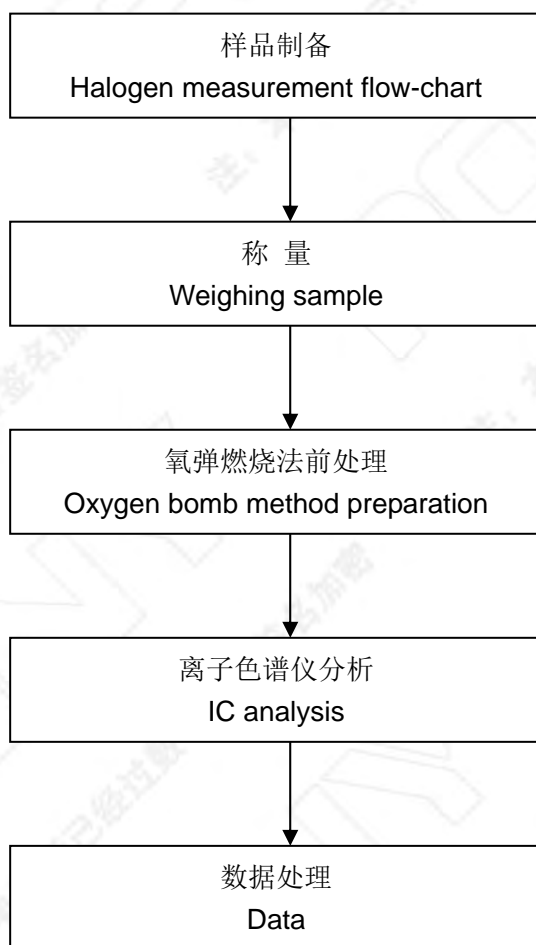 样品制备
Halogen measurement flow-chart
称 量
Weighing sample
氧弹燃烧法前处理
Oxygen bomb method preparation
离子色谱仪分析
IC analysis
数据处理
Data